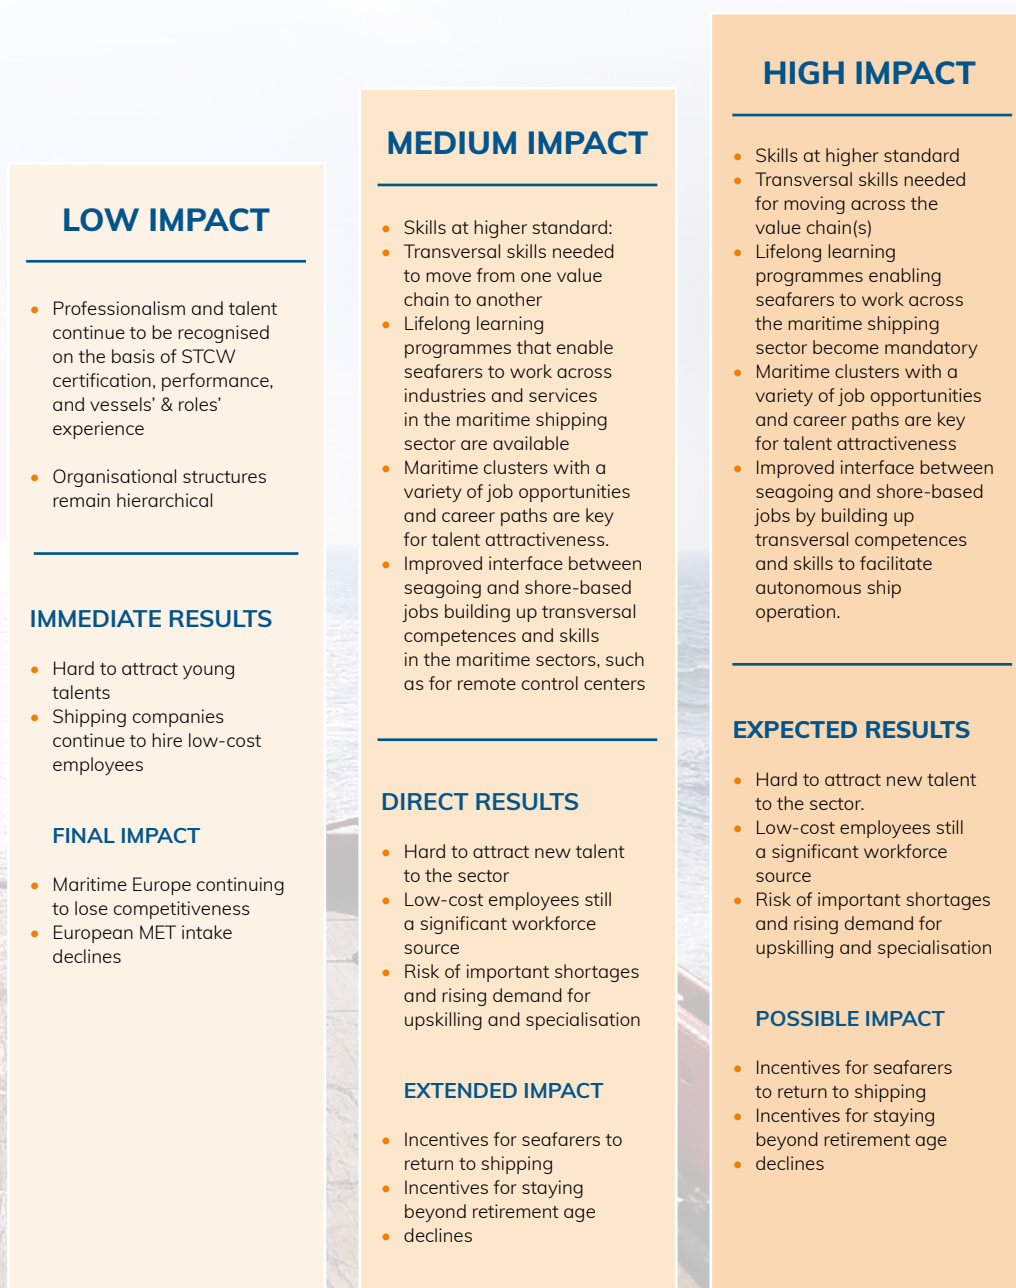 LOW IMPACT
Professionalism and talent
continue to be recognised
on the basis of STCW
certification, performance,
and vessels’ & roles’
experience
Organisational structures
remain hierarchical
IMMEDIATE RESULTS
Hard to attract young
talents
Shipping companies
continue to hire low-cost
employees
FINAL IMPACT
Maritime Europe continuing
to lose competitiveness
European MET intake
declines
MEDIUM IMPACT
Skills at higher standard:
Transversal skills needed
to move from one value
chain to another
Lifelong learning
programmes that enable
seafarers to work across
industries and services
in the maritime shipping
sector are available
Maritime clusters with a
variety of job opportunities
and career paths are key
for talent attractiveness.
Improved interface between
seagoing and shore-based
jobs building up transversal
competences and skills
in the maritime sectors, such
as for remote control centers
DIRECT RESULTS
Hard to attract new talent
to the sector
Low-cost employees still
a significant workforce
source
Risk of important shortages
and rising demand for
upskilling and specialisation
EXTENDED IMPACT
Incentives for seafarers to
return to shipping
Incentives for staying
beyond retirement age
declines
HIGH IMPACT
Skills at higher standard
Transversal skills needed
for moving across the
value chain(s)
Lifelong learning
programmes enabling
seafarers to work across
the maritime shipping
sector become mandatory
Maritime clusters with a
variety of job opportunities
and career paths are key
for talent attractiveness
Improved interface between
seagoing and shore-based
jobs by building up
transversal competences
and skills to facilitate
autonomous ship
operation.
EXPECTED RESULTS
Hard to attract new talent
to the sector.
Low-cost employees still
a significant workforce
source
Risk of important shortages
and rising demand for
upskilling and specialisation
POSSIBLE IMPACT
Incentives for seafarers
to return to shipping
Incentives for staying
beyond retirement age
declines